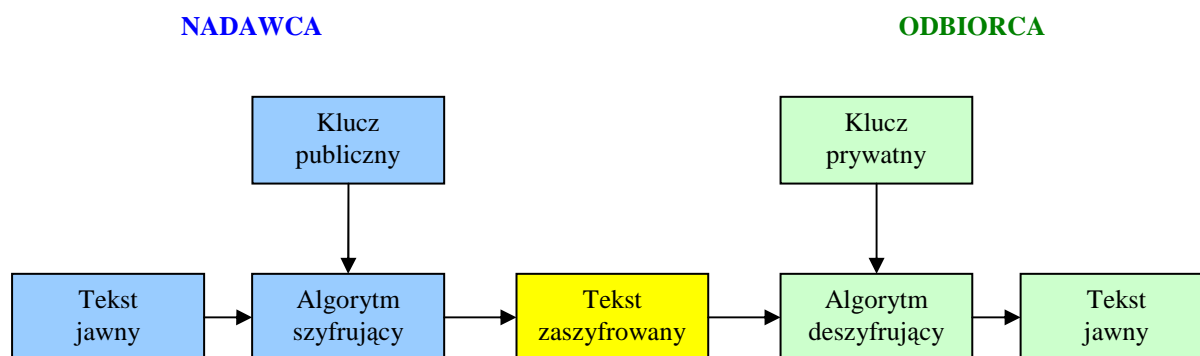 NADAWCA
ODBIORCA
Klucz
publiczny
Klucz
prywatny
Tekst
jawny
Algorytm
szyfrujący
Tekst
zaszyfrowany
Algorytm
deszyfrujący
Tekst
jawny